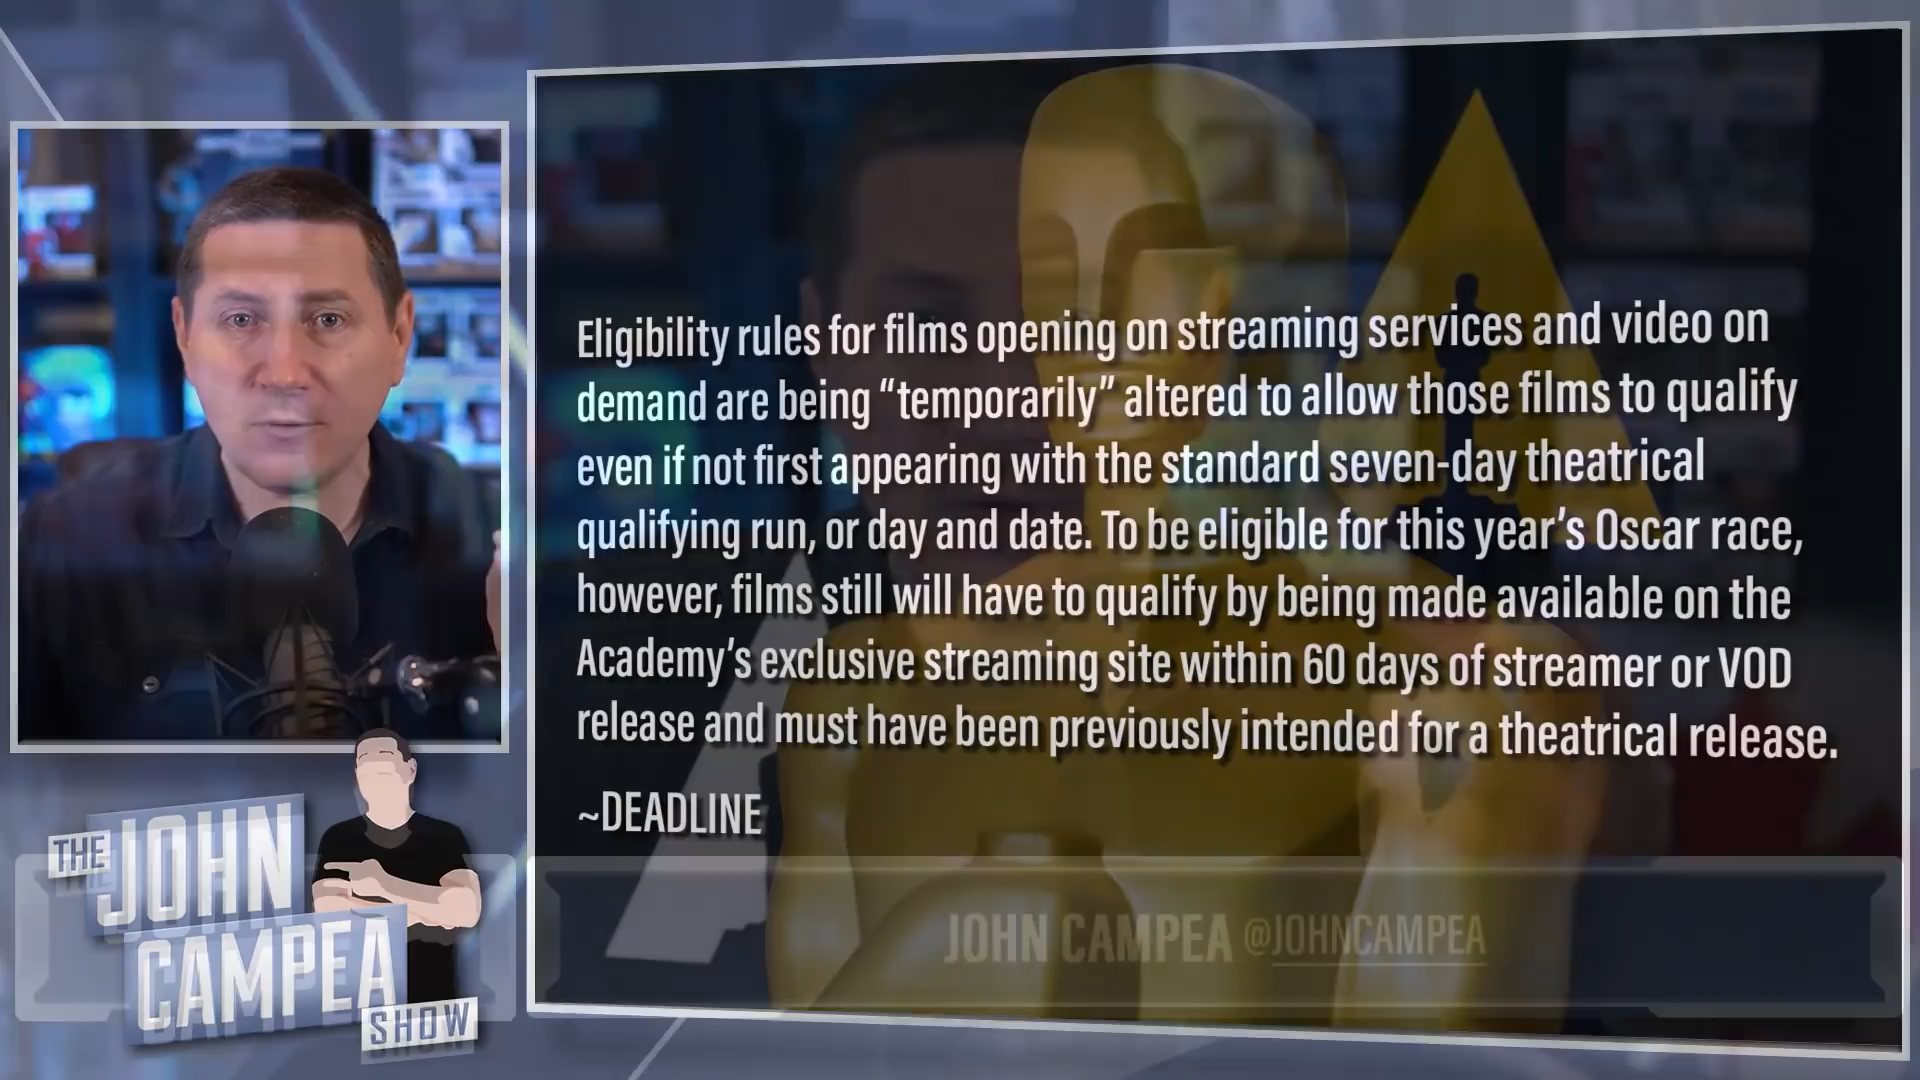 Eligibility rules for films opening on streaming services and video on
demand are being “temporarily” altered to allow those films to qualify
even if not first appearing with the standard seven-day theatrical
qualifying run, or day and date. To be eligible for this year’s Oscar race,
however, films still will have to qualify by being made available on the
Academy’s exclusive streaming site within 60 days of streamer or VOD
release and must have been previously intended for a theatrical release.
~DEADLINE
THE
JOHN
CAMPEA
SHOW
JOHN CAMPEA @JOHNCAMPEA